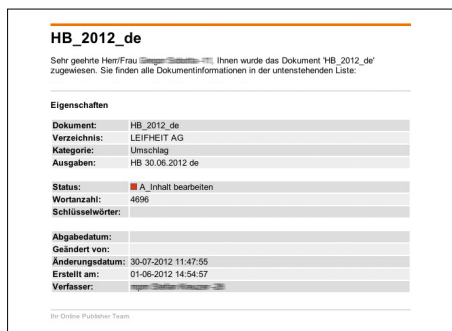 HB_2012_de
Sehr geehrte Herr/Frau Ihnen wurde das Dokument 'HB_2012_de'
zugewiesen. Sie finden alle Dokumentinformationen in der untenstehenden Liste:
Eigenschaften
Dokument: HB_2012_de
Verzeichnis: LEIFHEIT AG
Kategorie: Umschlag
Ausgaben: HB 30.06.2012 de
Status: A_Inhalt bearbeiten
Wortanzahl: 4696
Schlüsselwörter:
Abgabedatum:
Geändert von:
Änderungsdatum: 30-07-2012 11:47:55
Erstellt am: 01-06-2012 14:54:57
Verfasser:
Ihr Online Publisher Team